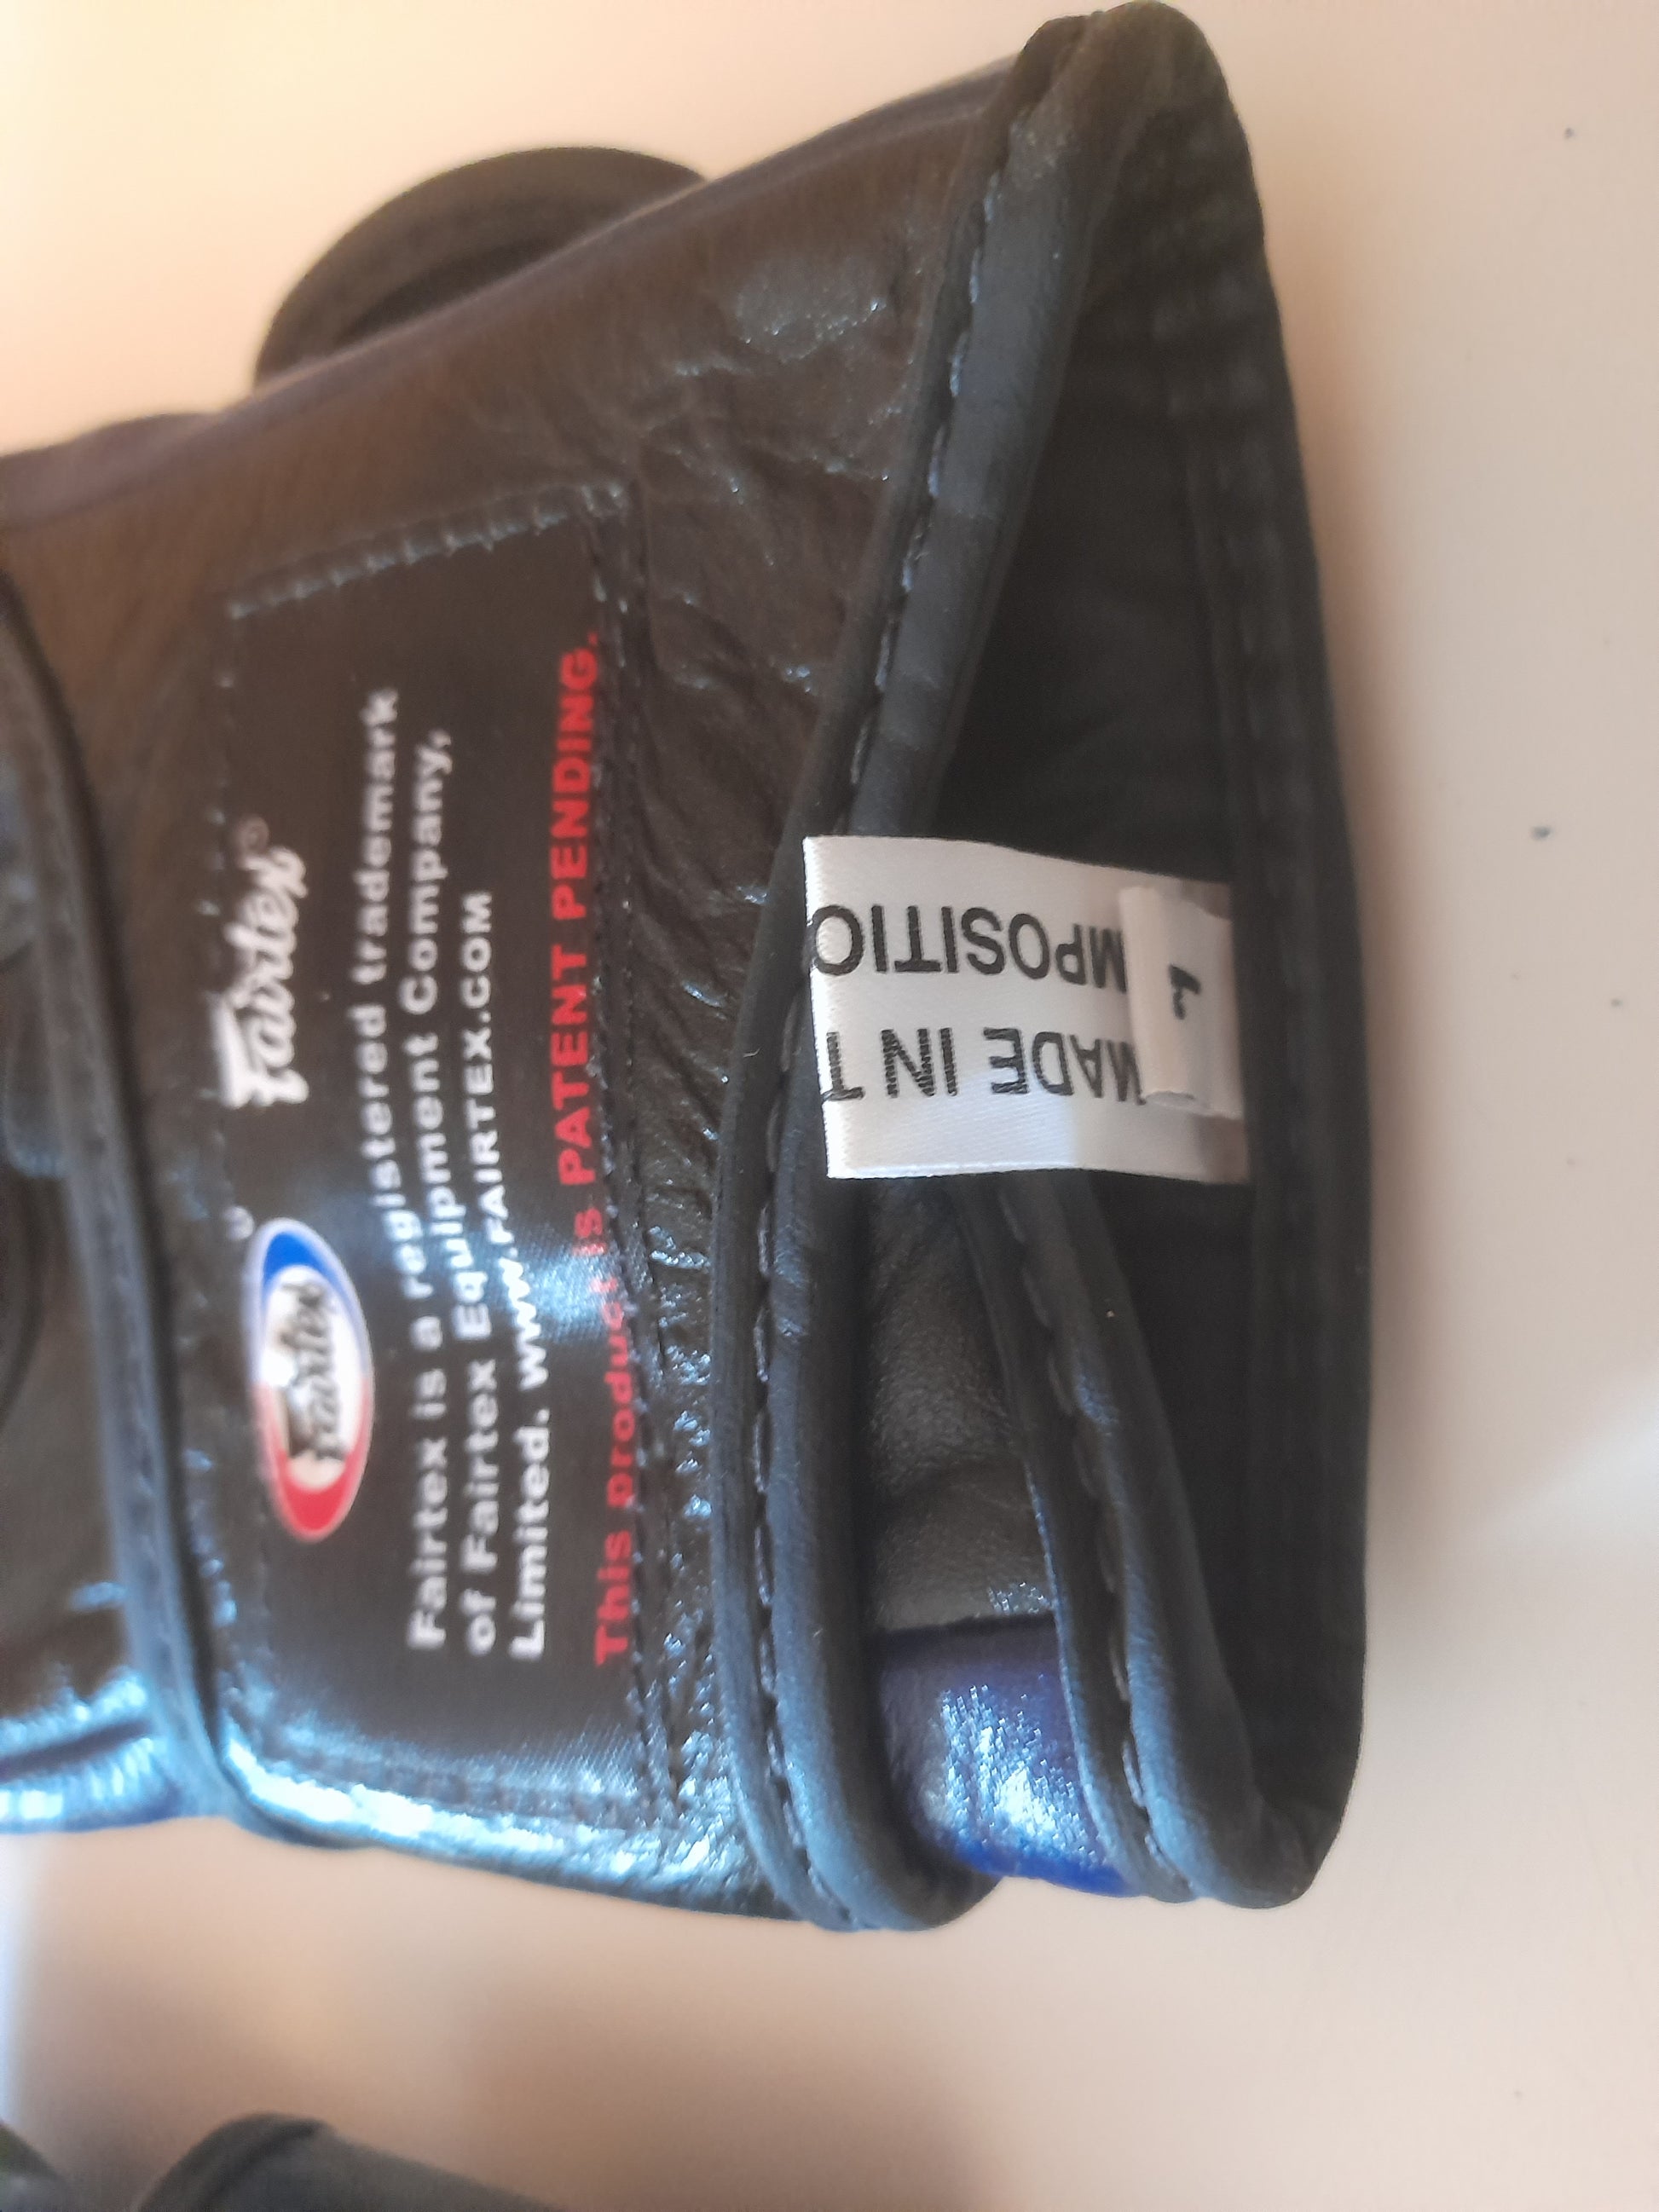 Fairtex®
Fairtex
Fairtex is a registered trademark
of Fairtex Equipment Company,
Limited. www.FAIRTEX.COM
This product is PATENT PENDING.
MADE IN T
MPOSITIO